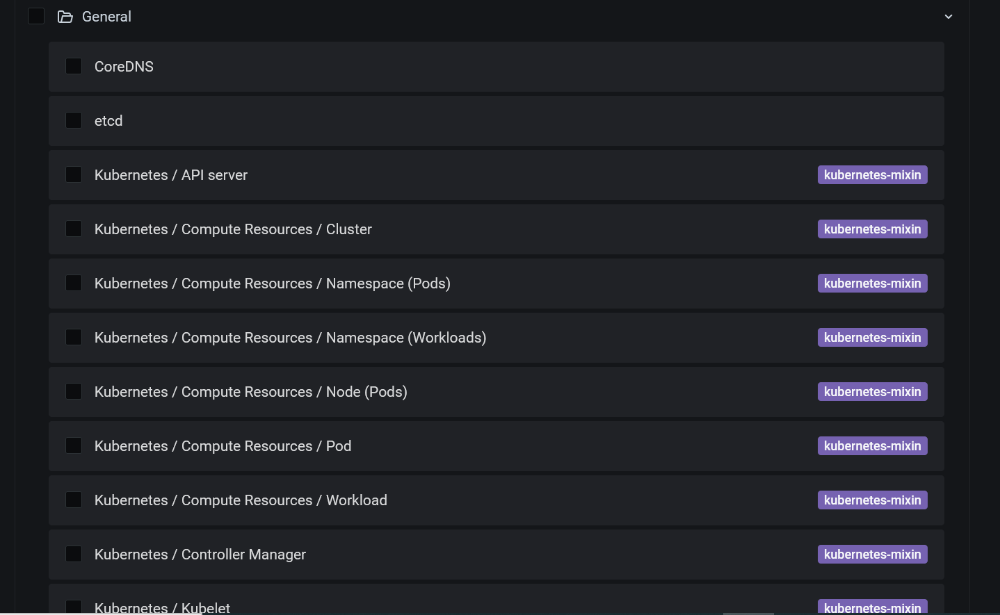 General
CoreDNS
etcd
Kubernetes / API server kubernetes-mixin
Kubernetes / Compute Resources / Cluster kubernetes-mixin
Kubernetes / Compute Resources / Namespace (Pods) kubernetes-mixin
Kubernetes / Compute Resources / Namespace (Workloads) kubernetes-mixin
Kubernetes / Compute Resources / Node (Pods) kubernetes-mixin
Kubernetes / Compute Resources / Pod kubernetes-mixin
Kubernetes / Compute Resources / Workload kubernetes-mixin
Kubernetes / Controller Manager kubernetes-mixin
Kubernetes / Kubelet kubernetes-mixin